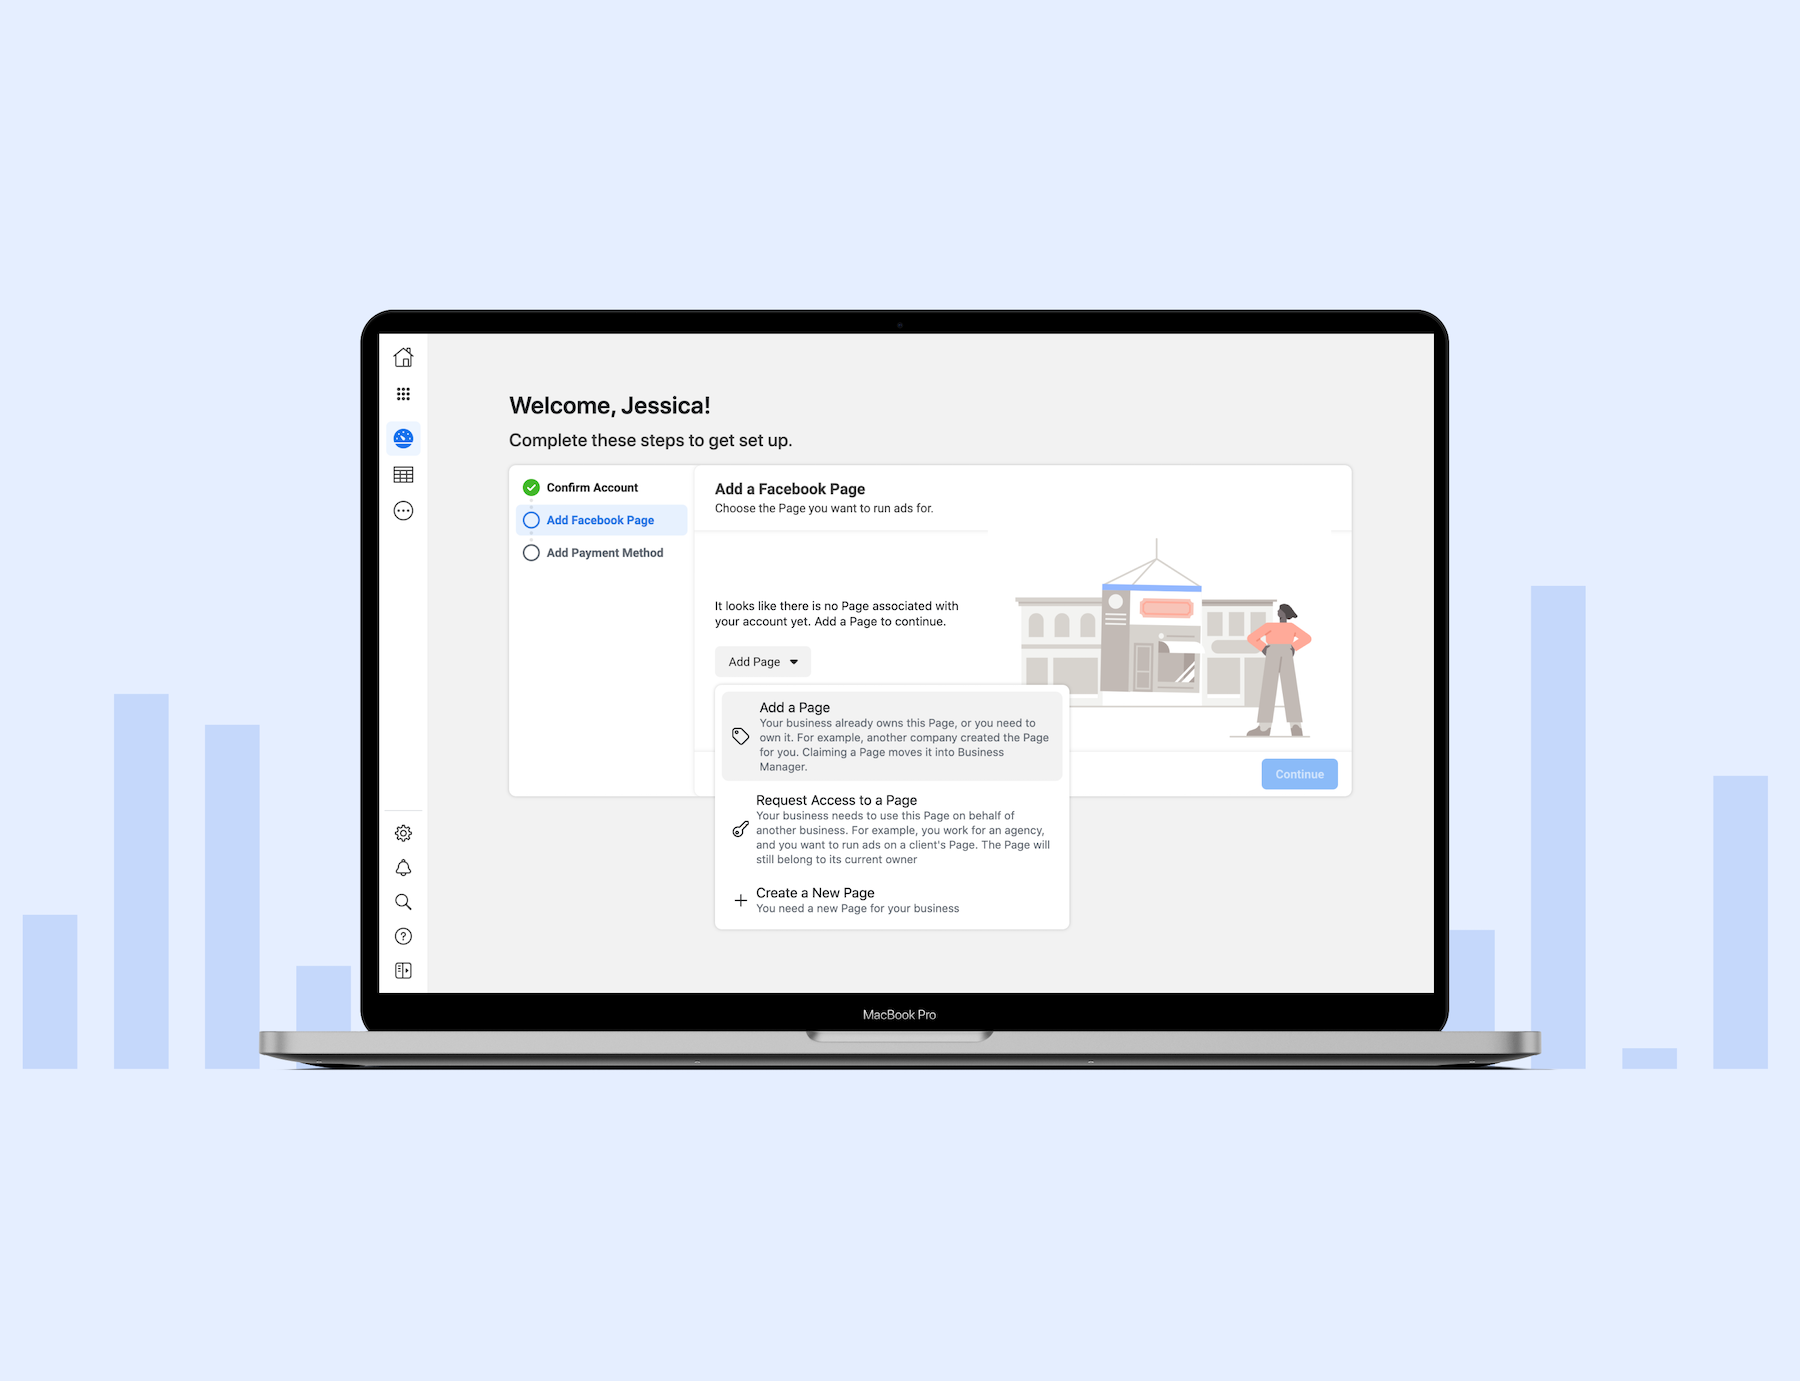 Welcome, Jessica!
Complete these steps to get set up.
Confirm Account
Add Facebook Page
Add Payment Method
Add a Facebook Page
Choose the Page you want to run ads for.
It looks like there is no Page associated with
your account yet. Add a Page to continue.
Add Page
Add a Page
Your business already owns this Page, or you need to
own it. For example, another company created the Page
for you. Claiming a Page moves it into Business
Manager.
Request Access to a Page
Your business needs to use this Page on behalf of
another business. For example, you work for an agency,
and you want to run ads on a client's Page. The Page will
still belong to its current owner
Create a New Page
You need a new Page for your business
Continue
MacBook Pro